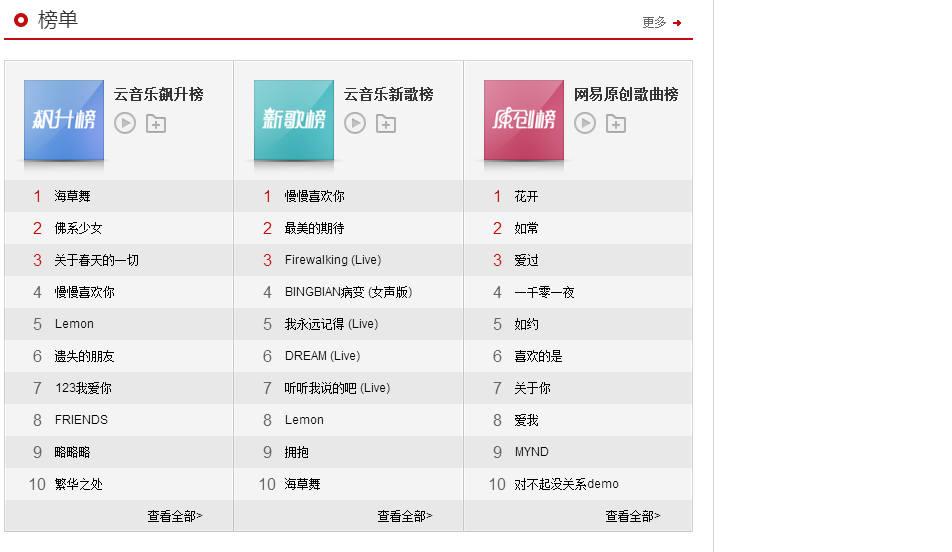 榜单
更多
飙升榜
云音乐飙升榜
1 海草舞
2 佛系少女
3 关于春天的一切
4 慢慢喜欢你
5 Lemon
6 遗失的朋友
7 123我爱你
8 FRIENDS
9 略略略
10 繁华之处
查看全部>
新歌榜
云音乐新歌榜
1 慢慢喜欢你
2 最美的期待
3 Firewalking (Live)
4 BINGBIAN病变 (女声版)
5 我永远记得 (Live)
6 DREAM (Live)
7 听听我说的吧 (Live)
8 Lemon
9 拥抱
10 海草舞
查看全部>
原创榜
网易原创歌曲榜
1 花开
2 如常
3 爱过
4 一千零一夜
5 如约
6 喜欢的是
7 关于你
8 爱我
9 MYND
10 对不起没关系demo
查看全部>